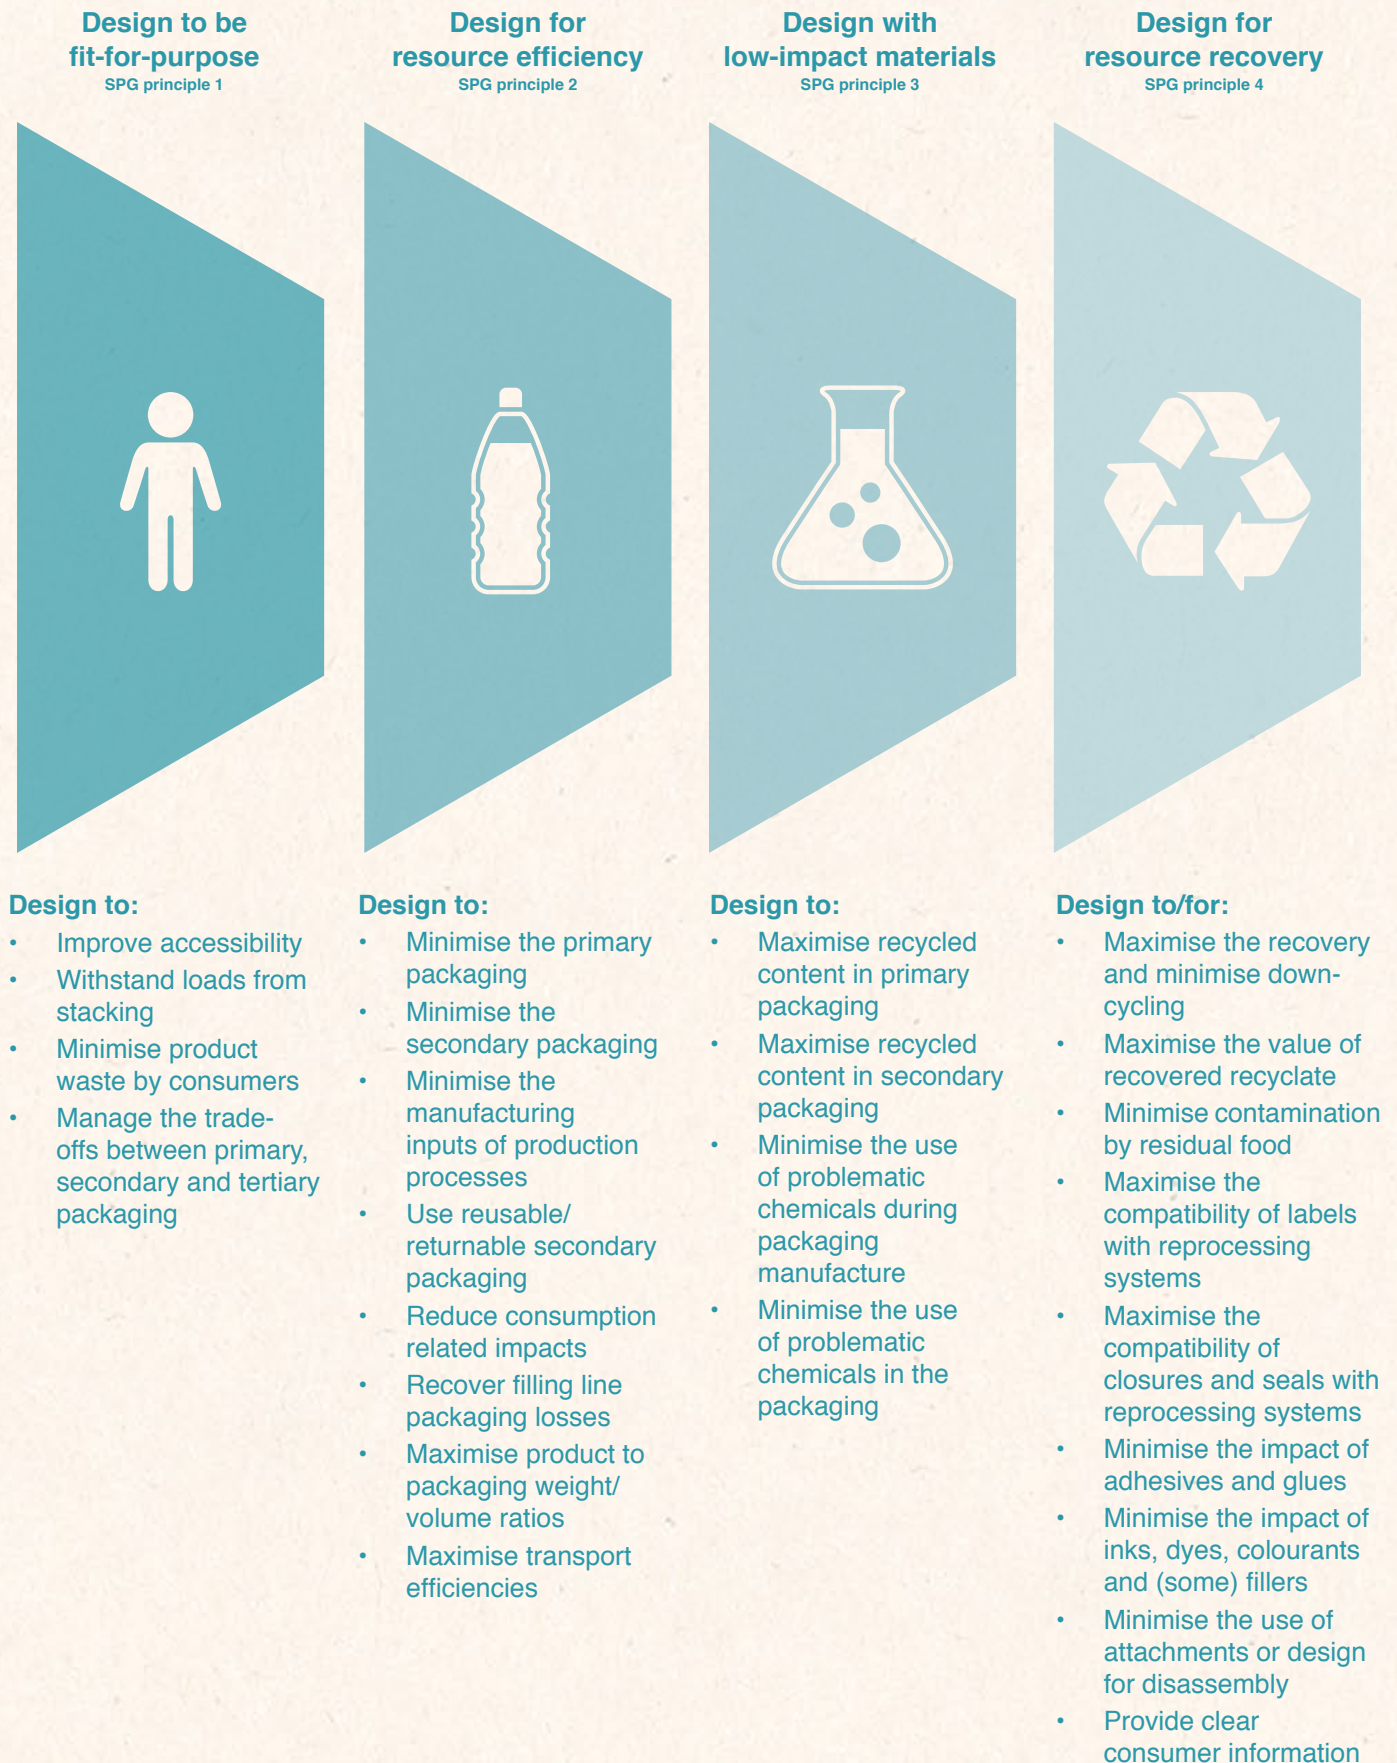 Design to be
fit-for-purpose
SPG principle 1
Design for
resource efficiency
SPG principle 2
Design with
low-impact materials
SPG principle 3
Design for
resource recovery
SPG principle 4
Design to:
• Improve accessibility
• Withstand loads from
stacking
• Minimise product
waste by consumers
• Manage the trade-
offs between primary,
secondary and tertiary
packaging
Design to:
• Minimise the primary
packaging
• Minimise the
secondary packaging
• Minimise the
manufacturing
inputs of production
processes
• Use reusable/
returnable secondary
packaging
• Reduce consumption
related impacts
• Recover filling line
packaging losses
• Maximise product to
packaging weight/
volume ratios
• Maximise transport
efficiencies
Design to:
• Maximise recycled
content in primary
packaging
• Maximise recycled
content in secondary
packaging
• Minimise the use
of problematic
chemicals during
packaging
manufacture
• Minimise the use
of problematic
chemicals in the
packaging
Design to/for:
• Maximise the recovery
and minimise down-
cycling
• Maximise the value of
recovered recyclate
• Minimise contamination
by residual food
• Maximise the
compatibility of labels
with reprocessing
systems
• Maximise the
compatibility of
closures and seals with
reprocessing systems
• Minimise the impact of
adhesives and glues
• Minimise the impact of
inks, dyes, colourants
and (some) fillers
• Minimise the use of
attachments or design
for disassembly
• Provide clear
consumer information